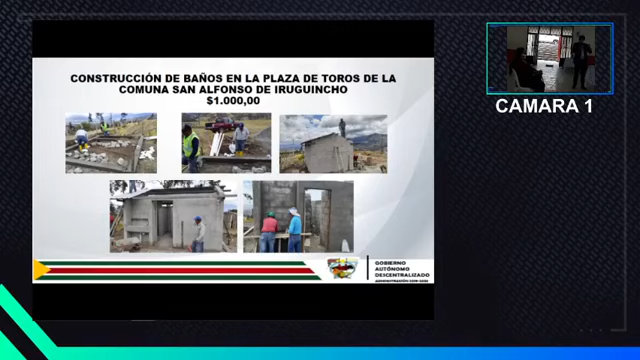 CONSTRUCCIÓN DE BAÑOS EN LA PLAZA DE TOROS DE LA
COMUNA SAN ALFONSO DE IRUGUINCHO
$1.000,00
CAMARA 1
GOBIERNO
AUTÓNOMO
DESCENTRALIZADO